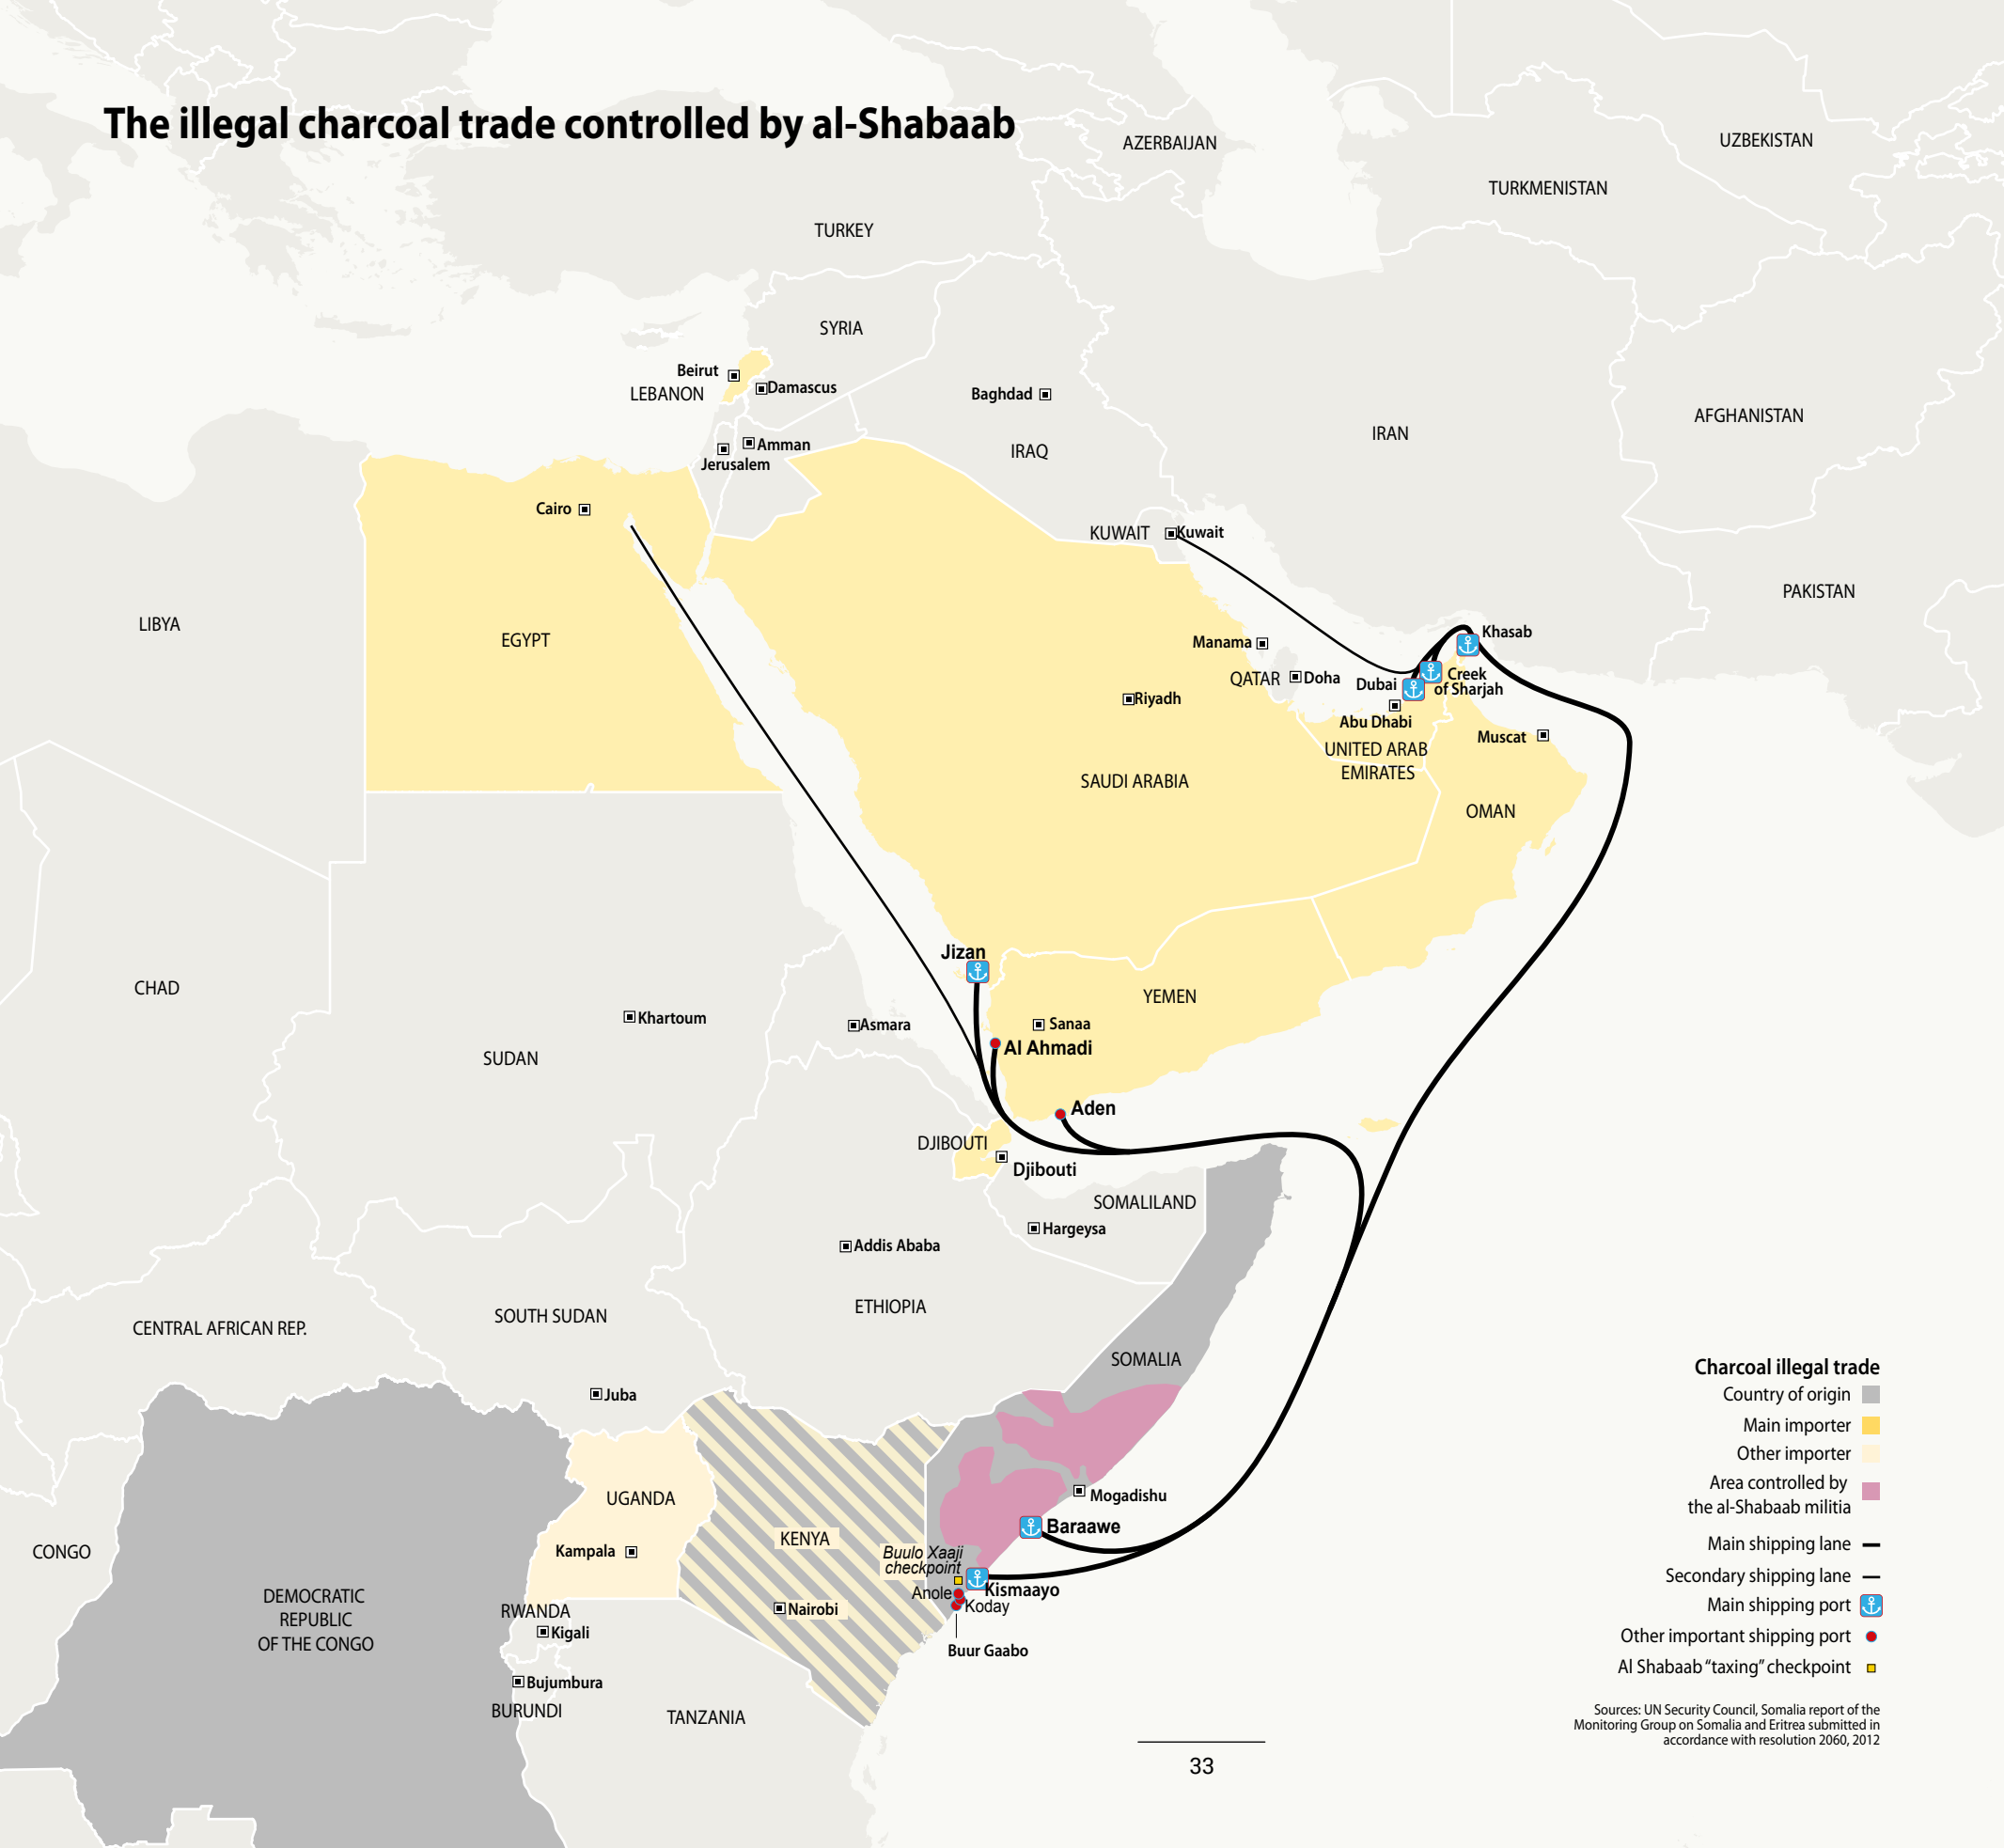 The illegal charcoal trade controlled by al-Shabaab
AZERBAIJAN
UZBEKISTAN
TURKMENISTAN
TURKEY
SYRIA
Beirut
LEBANON
Damascus
Baghdad
AFGHANISTAN
IRAN
Amman
Jerusalem
IRAQ
Cairo
KUWAIT
Kuwait
PAKISTAN
LIBYA
EGYPT
Khasab
Manama
QATAR
Doha
Dubai
Creek
of Sharjah
Riyadh
Abu Dhabi
Muscat
UNITED ARAB
EMIRATES
SAUDI ARABIA
OMAN
Jizan
CHAD
YEMEN
Khartoum
Asmara
Sanaa
Al Ahmadi
SUDAN
Aden
DJIBOUTI
Djibouti
SOMALILAND
Hargeysa
Addis Ababa
ETHIOPIA
SOUTH SUDAN
CENTRAL AFRICAN REP.
SOMALIA
Juba
UGANDA
Mogadishu
Baraawe
KENYA
CONGO
Kampala
Buulo Xaaji
checkpoint
Kismaayo
Anole
Koday
DEMOCRATIC
REPUBLIC
OF THE CONGO
RWANDA
Kigali
Nairobi
Buur Gaabo
Bujumbura
BURUNDI
TANZANIA
Charcoal illegal trade
Country of origin
Main importer
Other importer
Area controlled by
the al-Shabaab militia
Main shipping lane
Secondary shipping lane
Main shipping port
Other important shipping port
Al Shabaab “taxing” checkpoint
Sources: UN Security Council, Somalia report of the
Monitoring Group on Somalia and Eritrea submitted in
accordance with resolution 2060, 2012
33